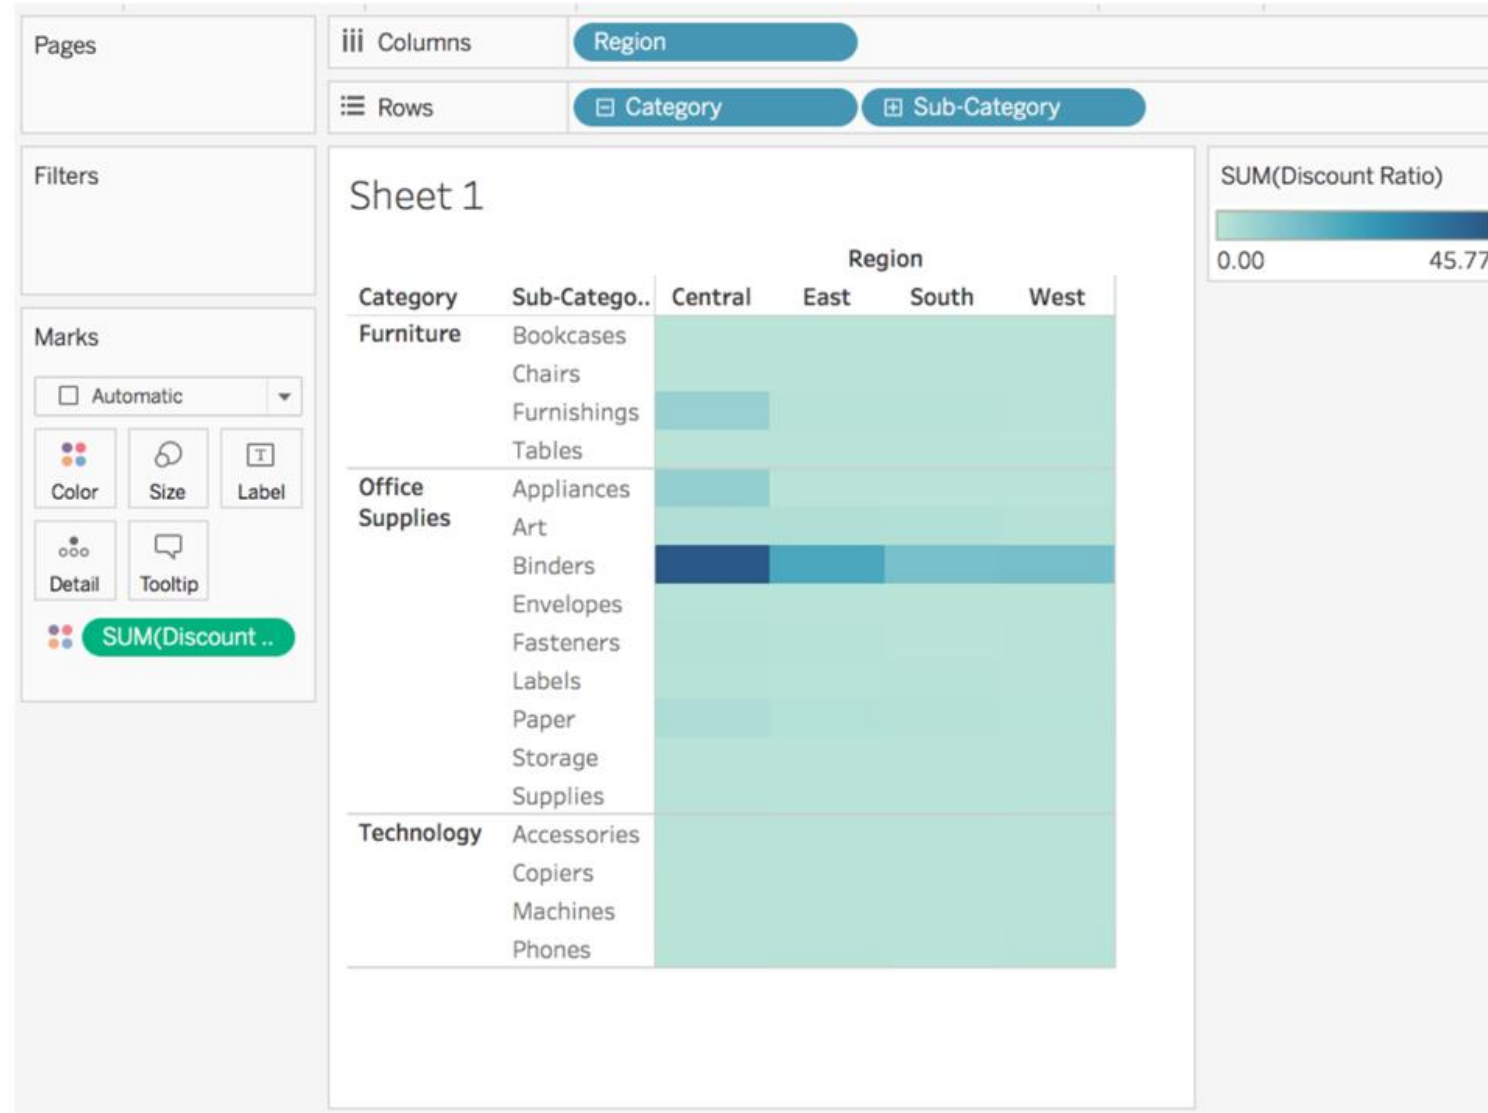 Pages
Columns
Region
Rows
Category
Sub-Category
Filters
Sheet 1
SUM(Discount Ratio)
0.00
45.77
Region
Category
Sub-Catego..
Central
East
South
West
Marks
Automatic
Color
Size
Label
Detail
Tooltip
SUM(Discount ..
Furniture
Bookcases
Chairs
Furnishings
Tables
Office
Supplies
Appliances
Art
Binders
Envelopes
Fasteners
Labels
Paper
Storage
Supplies
Technology
Accessories
Copiers
Machines
Phones